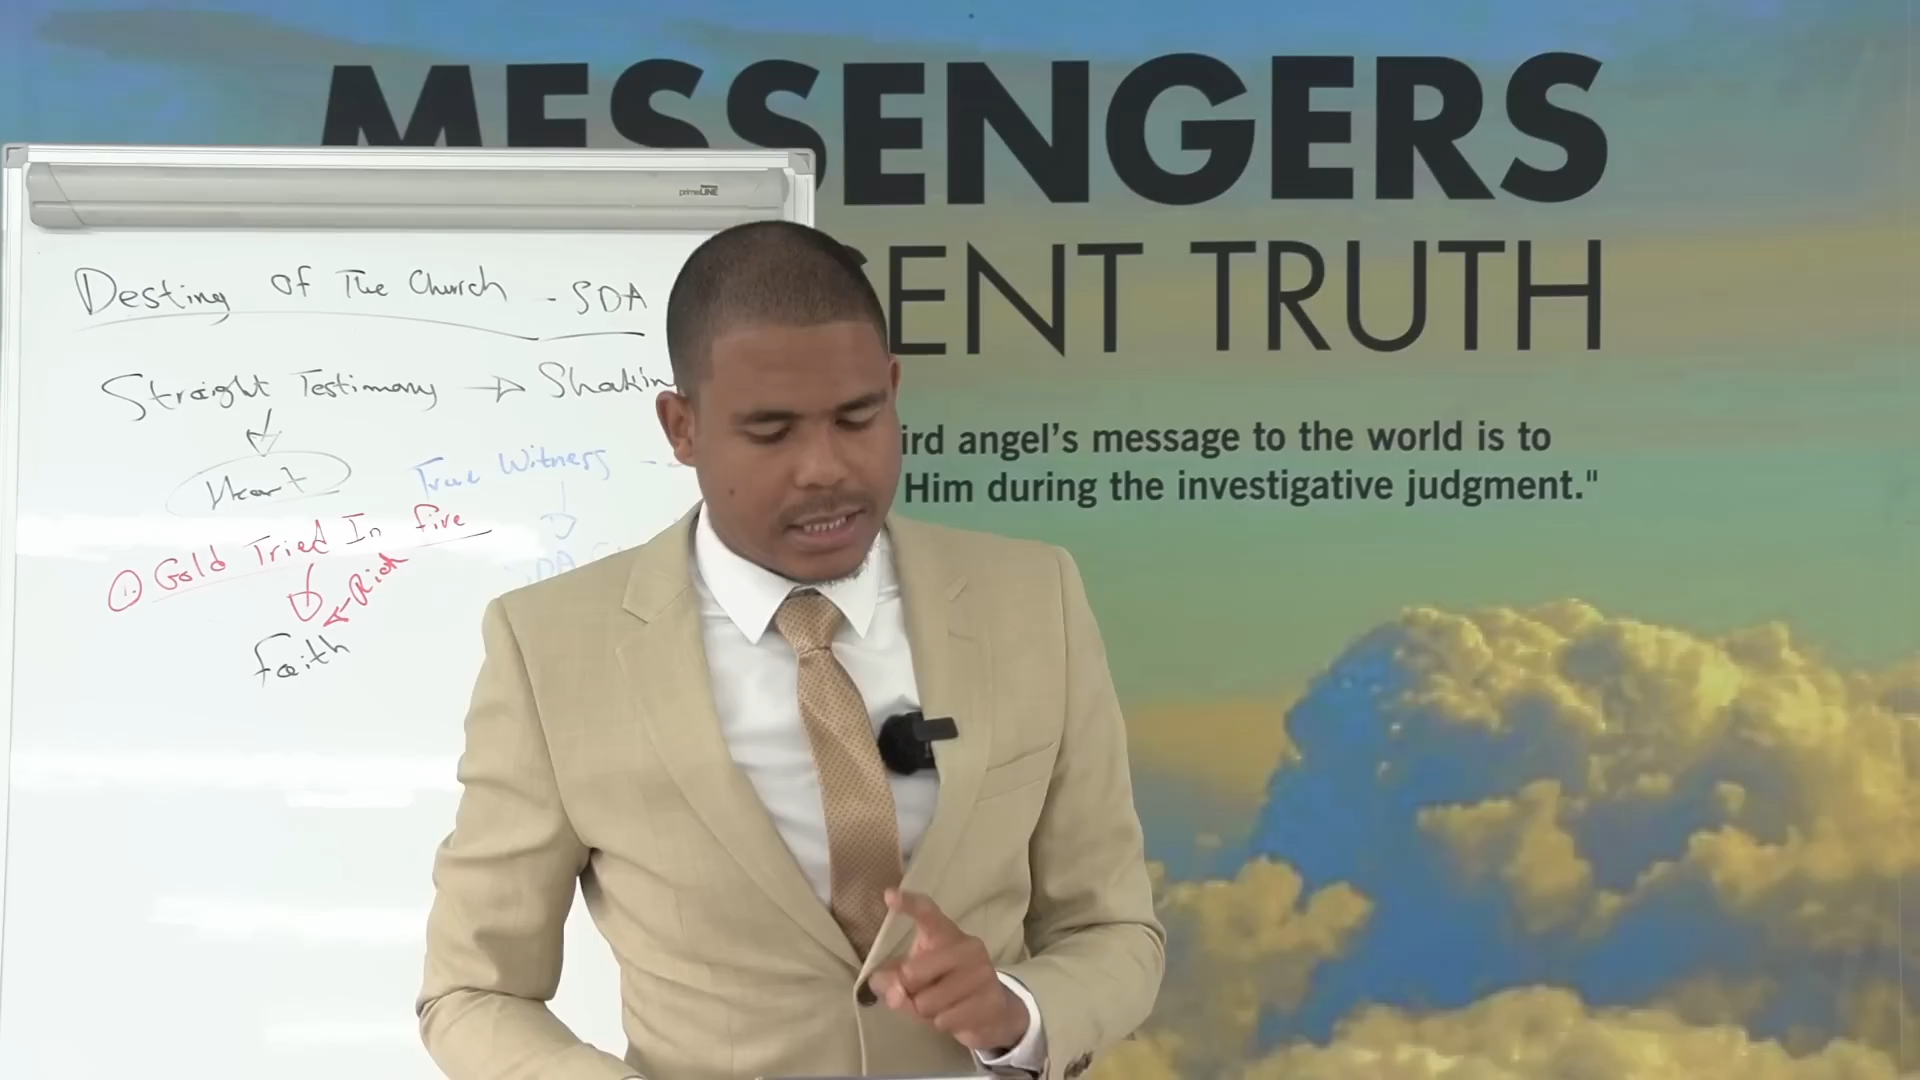 MESSENGERS
SENT TRUTH
ird angel's message to the world is to
Him during the investigative judgment."
primeLINE
Desting Of The Church - SDA
Straight Testimony → Shakin
Heart
True Witness - -
1. Gold Tried In fire
Rich
faith